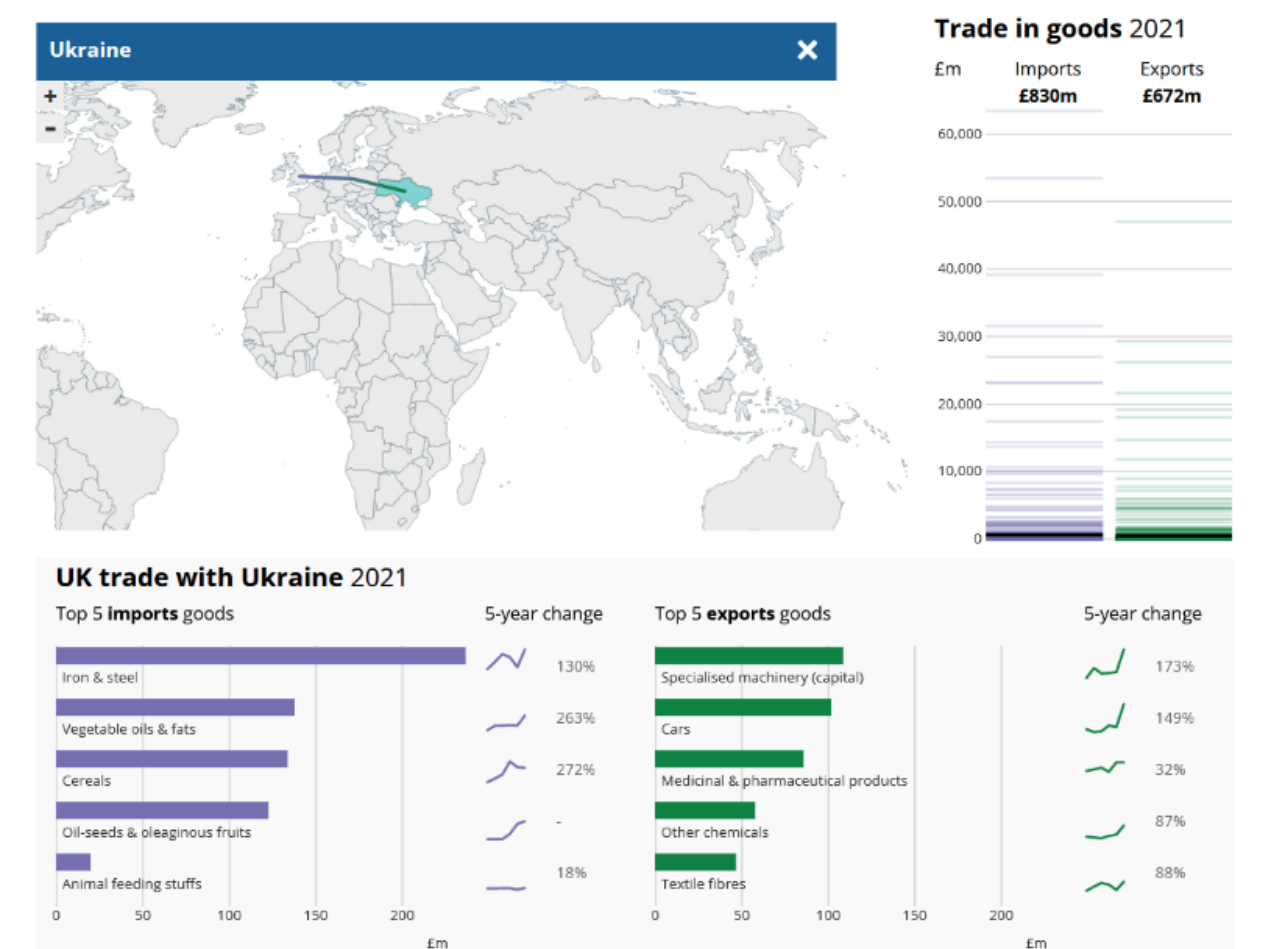 Ukraine
+
-
Trade in goods 2021
£m Imports Exports
£830m £672m
60,000
50,000
40,000
30,000
20,000
10,000
0
UK trade with Ukraine 2021
Top 5 imports goods 5-year change
Iron & steel 130%
Vegetable oils & fats 263%
Cereals 272%
Oil-seeds & oleaginous fruits -
Animal feeding stuffs 18%
0 50 100 150 200
£m
Top 5 exports goods 5-year change
Specialised machinery (capital) 173%
Cars 149%
Medicinal & pharmaceutical products 32%
Other chemicals 87%
Textile fibres 88%
0 50 100 150 200
£m